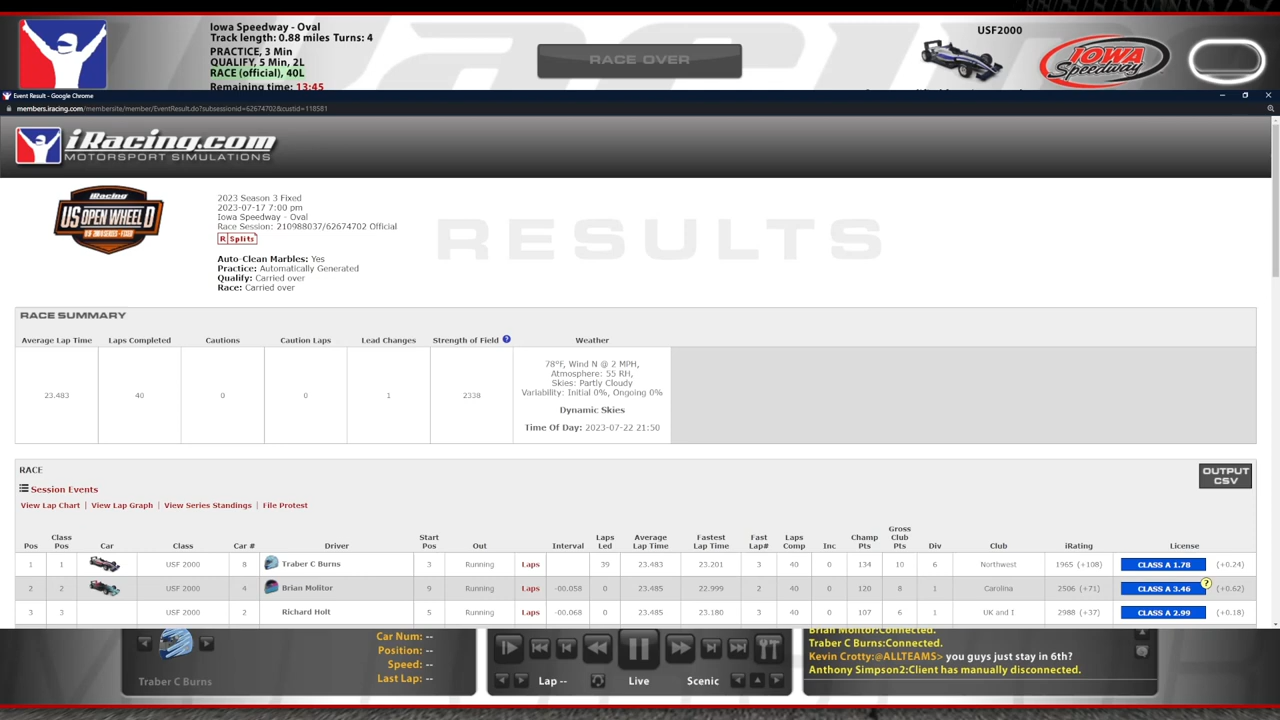 Iowa Speedway - Oval
Track length: 0.88 miles Turns: 4
PRACTICE, 3 Min
QUALIFY, 5 Min, 2L
RACE (official), 40L
Remaining time: 13:45
RACE OVER
USF2000
IOWA
Speedway
Event Result - Google Chrome
members.iracing.com/membersite/member/EventResult.do?subsessionid=62674702&custid=118581
iRacing.com
MOTORSPORT SIMULATIONS
iRacing
US OPEN WHEEL D
2023 Season 3 Fixed
2023-07-17 7:00 pm
Iowa Speedway - Oval
Race Session: 210988037/62674702 Official
R Splits
RESULTS
Auto-Clean Marbles: Yes
Practice: Automatically Generated
Qualify: Carried over
Race: Carried over
RACE SUMMARY
Average Lap Time Laps Completed Cautions Caution Laps Lead Changes Strength of Field ? Weather
23.483 40 0 0 1 2338
78°F, Wind N @ 2 MPH,
Atmosphere: 55 RH,
Skies: Partly Cloudy
Variability: Initial 0%, Ongoing 0%
Dynamic Skies
Time Of Day: 2023-07-22 21:50
RACE
OUTPUT
CSV
Session Events
View Lap Chart | View Lap Graph | View Series Standings | File Protest
Pos Class Pos Car Class Car # Driver Start Pos Out Interval Laps Led Average Lap Time Fastest Lap Time Fast Lap# Laps Comp Inc Champ Pts Gross Club Pts Div Club iRating License
1 1 USF 2000 8 Traber C Burns 3 Running Laps 39 23.483 23.201 3 40 0 134 10 6 Northwest 1965 (+108) CLASS A 1.78 (+0.24)
2 2 USF 2000 4 Brian Molitor 9 Running Laps -00.058 0 23.485 22.999 2 40 0 120 8 1 Carolina 2506 (+71) CLASS A 3.46 ? (+0.62)
3 3 USF 2000 2 Richard Holt 5 Running Laps -00.068 0 23.485 23.180 3 40 0 107 6 1 UK and I 2988 (+37) CLASS A 2.99 (+0.18)
Traber C Burns
Car Num: --
Position: --
Speed: --
Last Lap: --
Lap -- Live Scenic
Brian Molitor:Connected.
Traber C Burns:Connected.
Kevin Crotty:@ALLTEAMS> you guys just stay in 6th?
Anthony Simpson2:Client has manually disconnected.